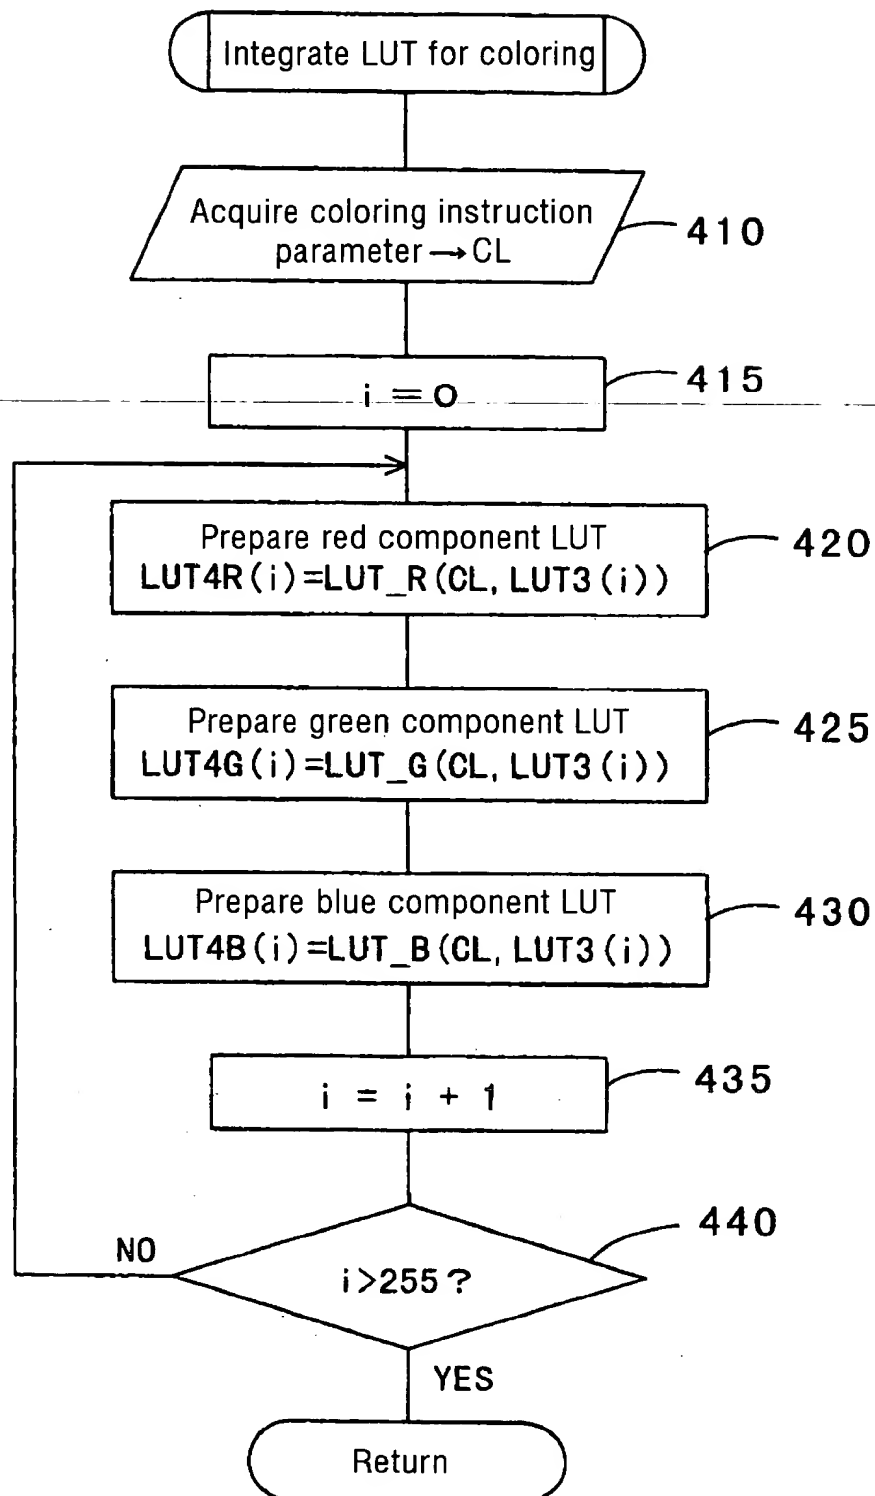 Integrate LUT for coloring
Acquire coloring instruction
parameter→CL
410
i = 0
415
Prepare red component LUT
LUT4R(i)=LUT_R(CL, LUT3(i))
420
Prepare green component LUT
LUT4G(i)=LUT_G(CL, LUT3(i))
425
Prepare blue component LUT
LUT4B(i)=LUT_B(CL, LUT3(i))
430
i = i + 1
435
440
NO
i>255?
YES
Return